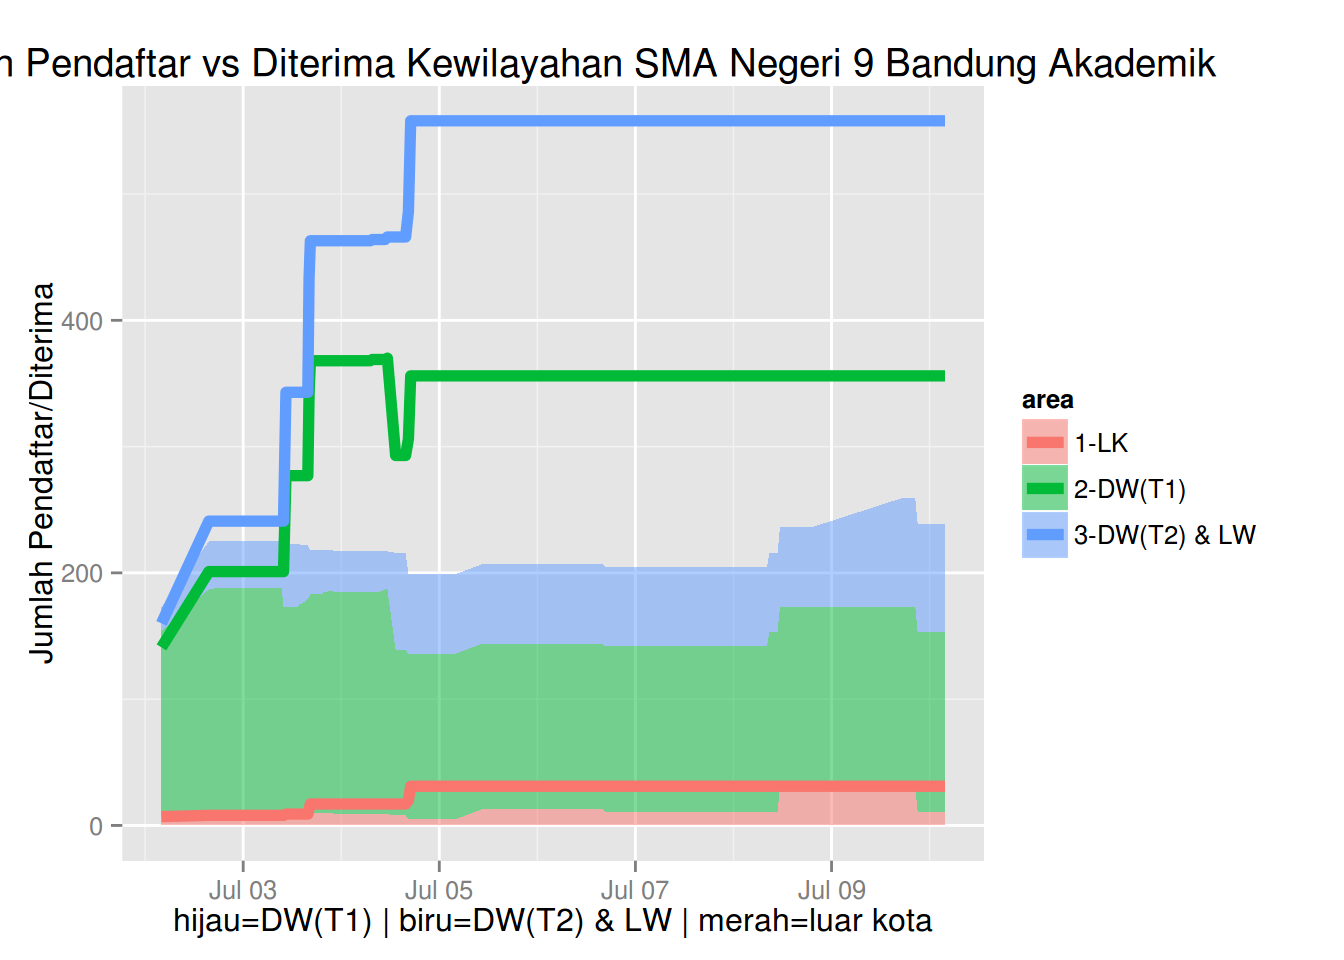 Pendaftar vs Diterima Kewilayahan SMA Negeri 9 Bandung Akademik
Jumlah Pendaftar/Diterima
400
200
0
Jul 03 Jul 05 Jul 07 Jul 09
hijau=DW(T1) | biru=DW(T2) & LW | merah=luar kota
area
1-LK
2-DW(T1)
3-DW(T2) & LW